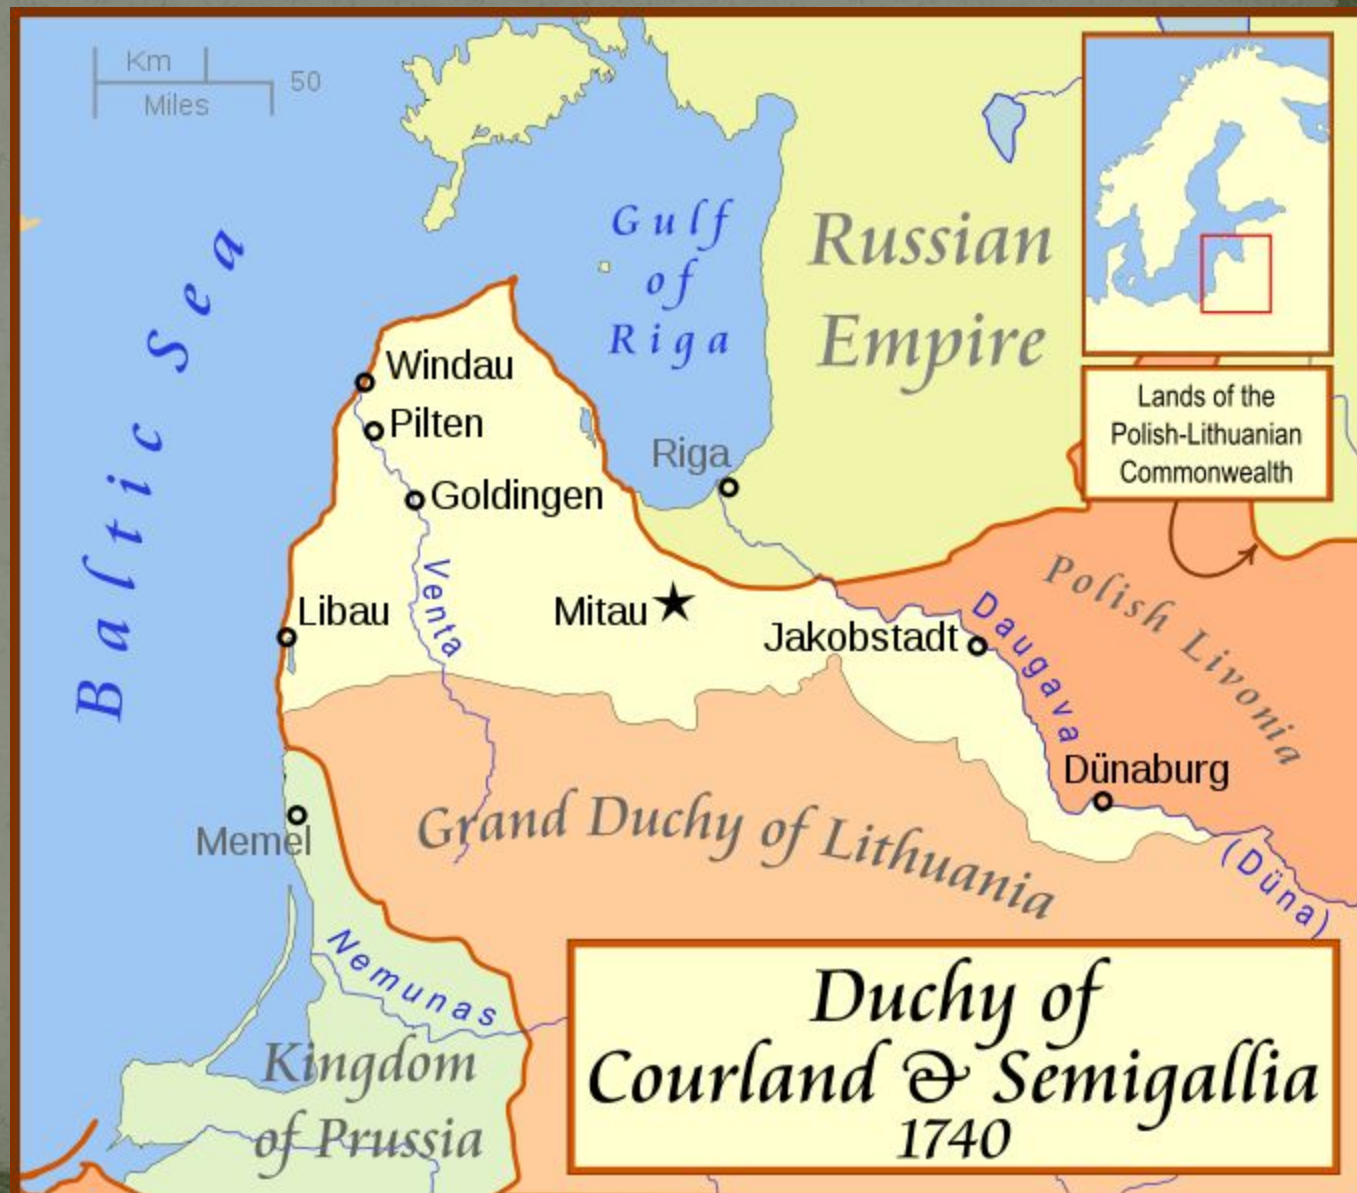 Km
50
Miles
Gulf
of
Riga
Russian
Empire
Baltic Sea
Lands of the
Polish-Lithuanian
Commonwealth
Windau
Pilten
Goldingen
Riga
Venta
Libau
Mitau
Jakobstadt
Daugava
Polish Livonia
Dünaburg
(Düna)
Grand Duchy of Lithuania
Memel
Nemunas
Kingdom
of Prussia
Duchy of
Courland & Semigallia
1740